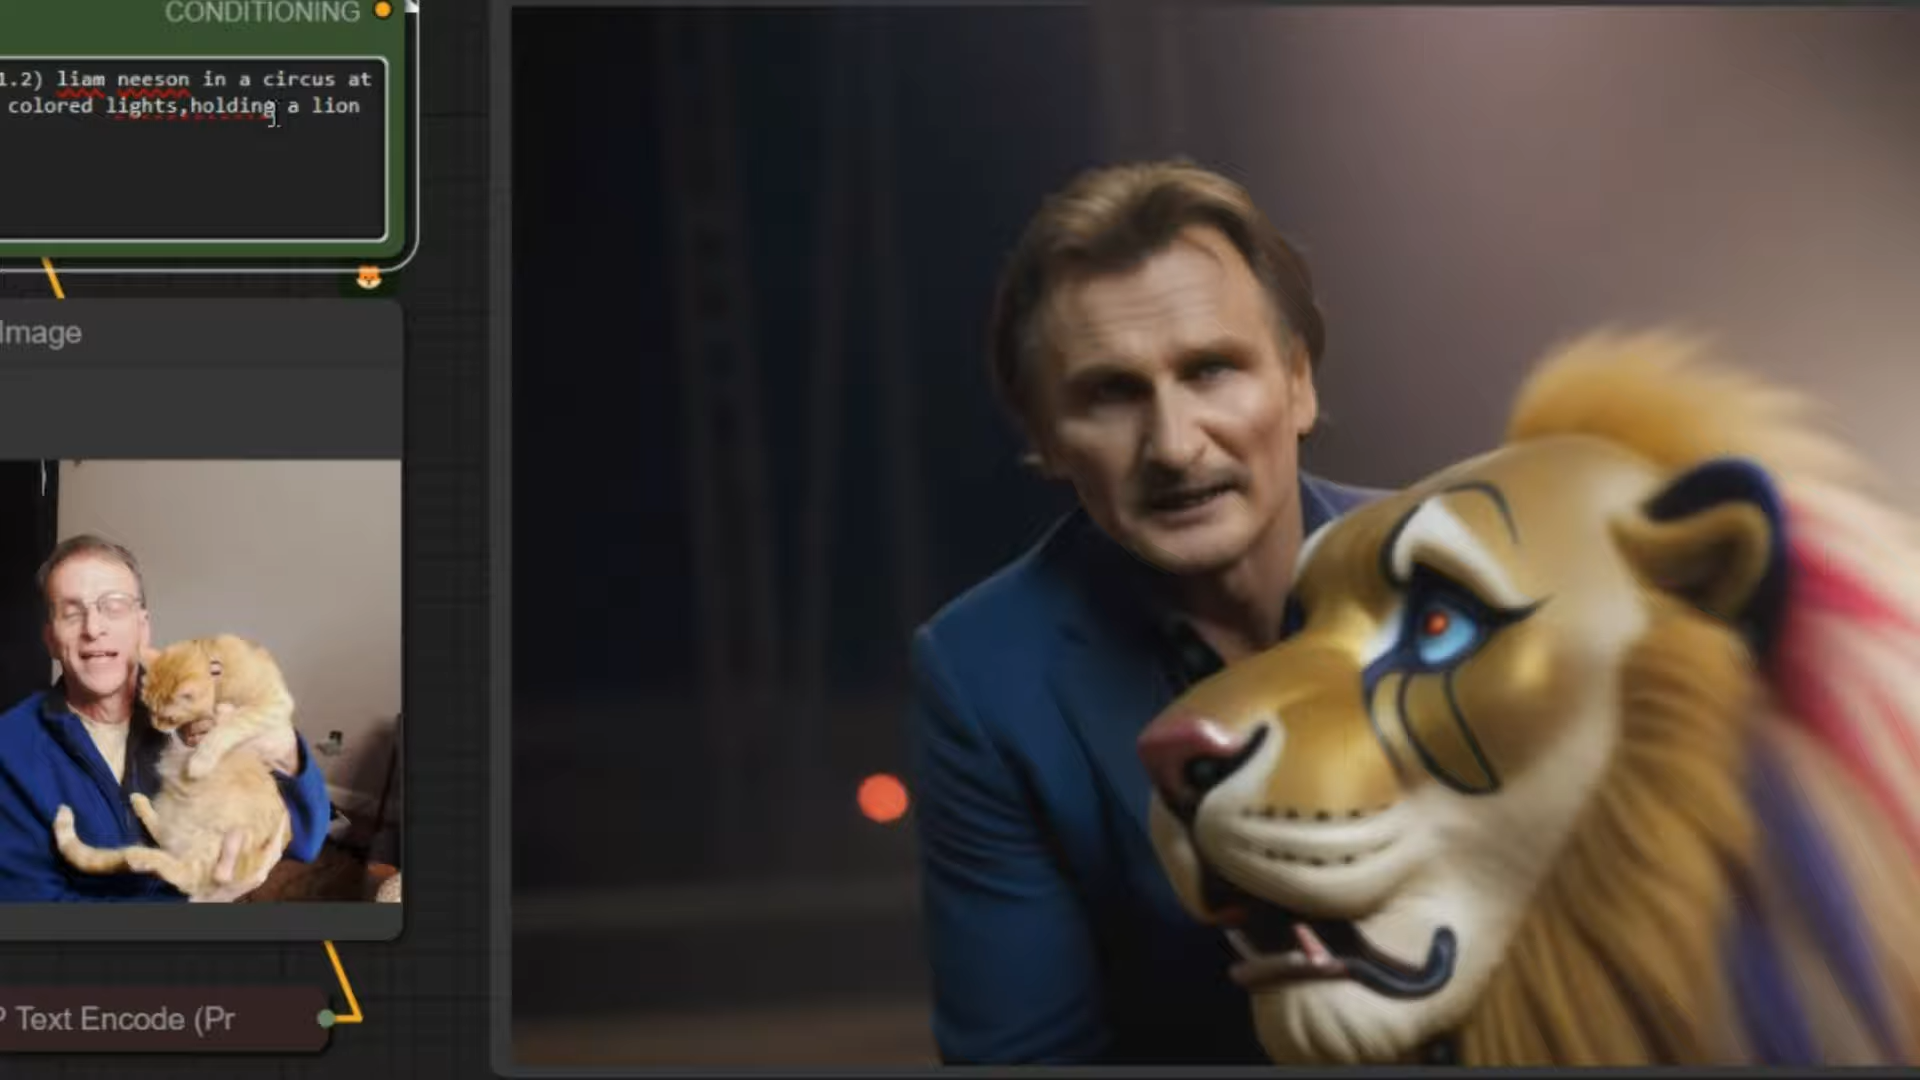 CONDITIONING
1.2) liam neeson in a circus at
colored lights,holding a lion
Image
P Text Encode (Pr